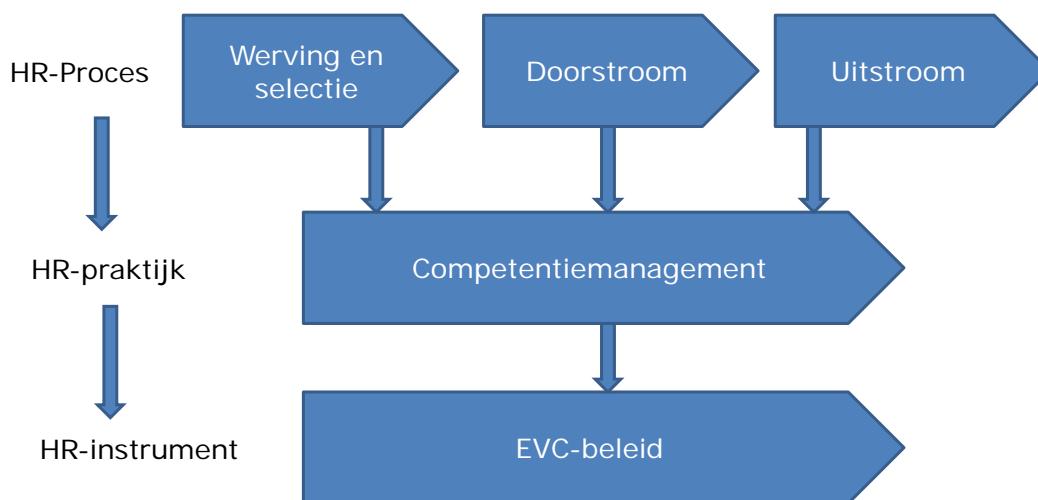 HR-Proces
Werving en
selectie
Doorstroom
Uitstroom
HR-praktijk
Competentiemanagement
HR-instrument
EVC-beleid